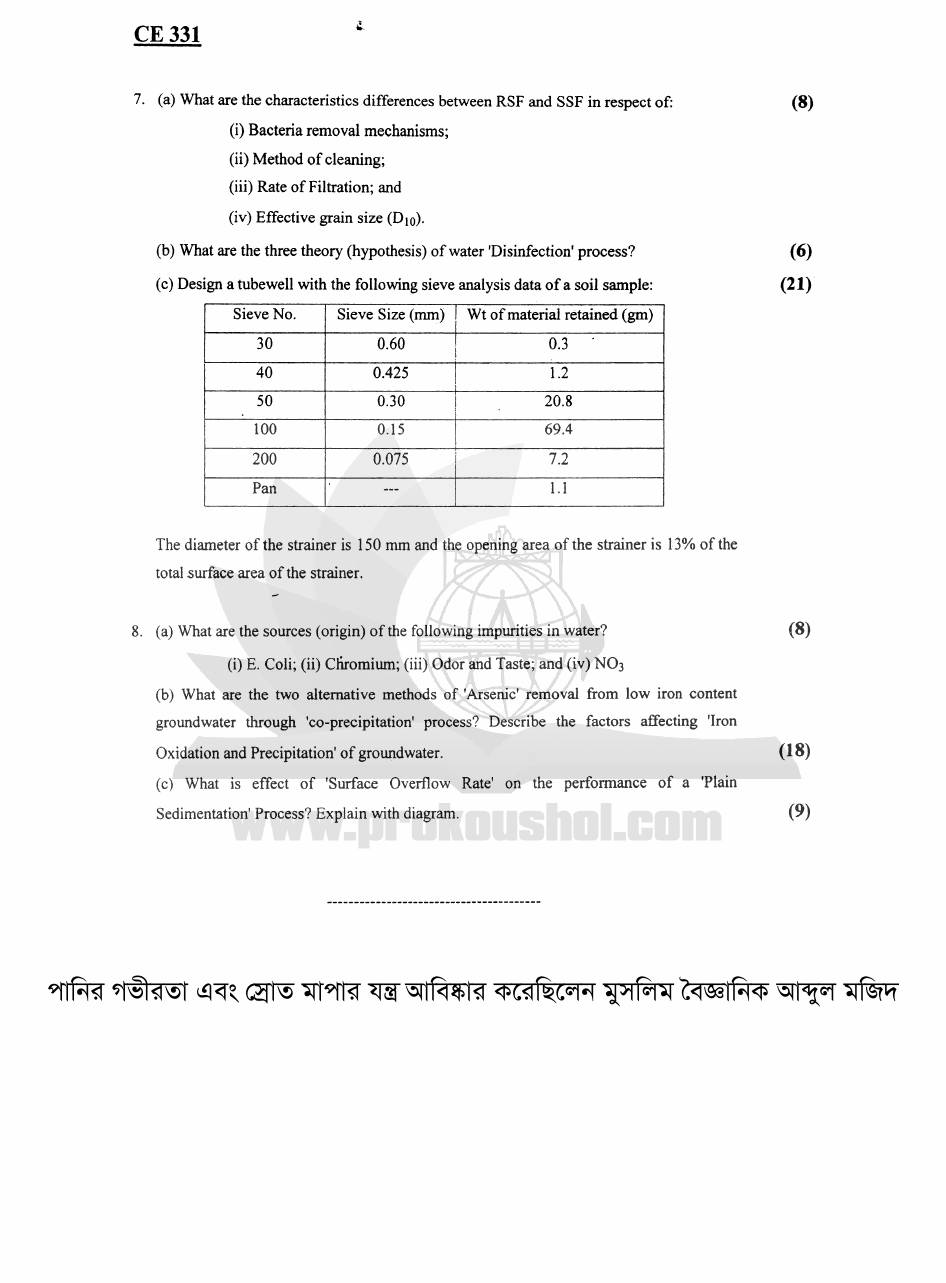 CE 331
7. (a) What are the characteristics differences between RSF and SSF in respect of: (8)
(i) Bacteria removal mechanisms;
(ii) Method of cleaning;
(iii) Rate of Filtration; and
(iv) Effective grain size (D₁₀).
(b) What are the three theory (hypothesis) of water 'Disinfection' process? (6)
(c) Design a tubewell with the following sieve analysis data of a soil sample: (21)
Sieve No. Sieve Size (mm) Wt of material retained (gm)
30 0.60 0.3
40 0.425 1.2
50 0.30 20.8
100 0.15 69.4
200 0.075 7.2
Pan --- 1.1
The diameter of the strainer is 150 mm and the opening area of the strainer is 13% of the
total surface area of the strainer.
8. (a) What are the sources (origin) of the following impurities in water? (8)
(i) E. Coli; (ii) Chromium; (iii) Odor and Taste; and (iv) NO₃
(b) What are the two alternative methods of 'Arsenic' removal from low iron content
groundwater through 'co-precipitation' process? Describe the factors affecting 'Iron
Oxidation and Precipitation' of groundwater. (18)
(c) What is effect of 'Surface Overflow Rate' on the performance of a 'Plain
Sedimentation' Process? Explain with diagram. (9)
www.prokoushol.com
----------------------------------------
পানির গভীরতা এবং স্রোত মাপার যন্ত্র আবিষ্কার করেছিলেন মুসলিম বৈজ্ঞানিক আব্দুল মজিদ